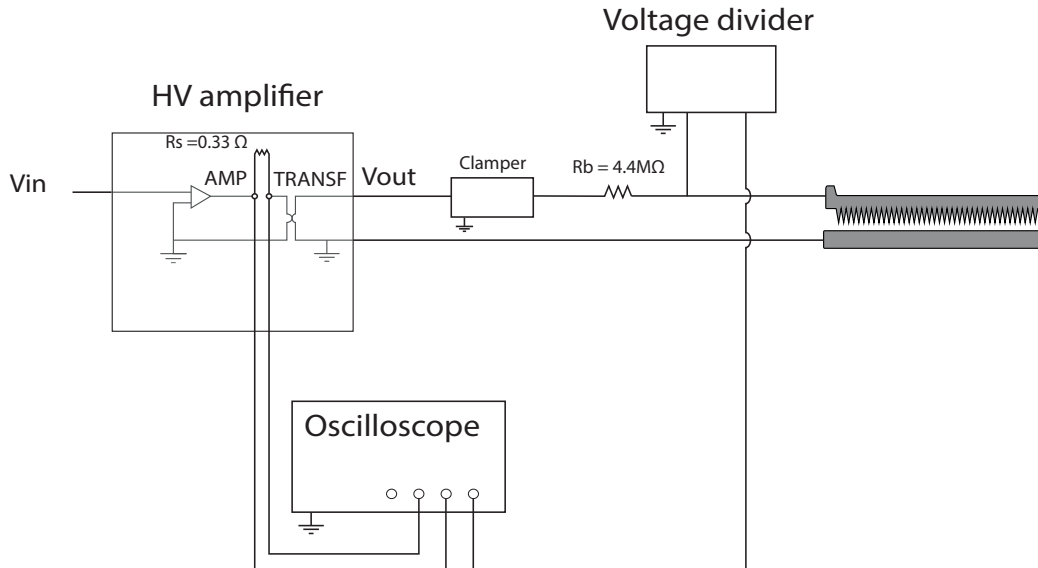 Voltage divider
HV amplifier
Rs =0.33 Ω
Vin
AMP
TRANSF
Vout
Clamper
Rb = 4.4MΩ
Oscilloscope